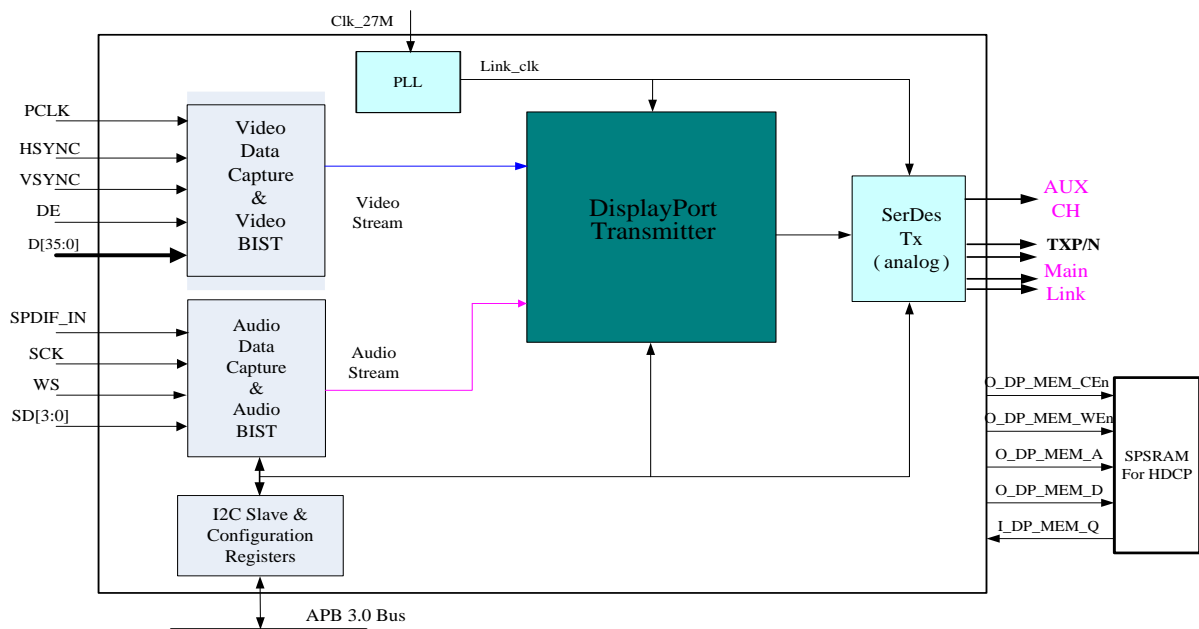 Clk_27M
PLL
Link_clk
PCLK
HSYNC
VSYNC
DE
D[35:0]
Video
Data
Capture
&
Video
BIST
Video
Stream
DisplayPort
Transmitter
SerDes
Tx
( analog )
AUX
CH
TXP/N
Main
Link
SPDIF_IN
SCK
WS
SD[3:0]
Audio
Data
Capture
&
Audio
BIST
Audio
Stream
O_DP_MEM_CEn
O_DP_MEM_WEn
O_DP_MEM_A
O_DP_MEM_D
I_DP_MEM_Q
SPSRAM
For HDCP
I2C Slave &
Configuration
Registers
APB 3.0 Bus